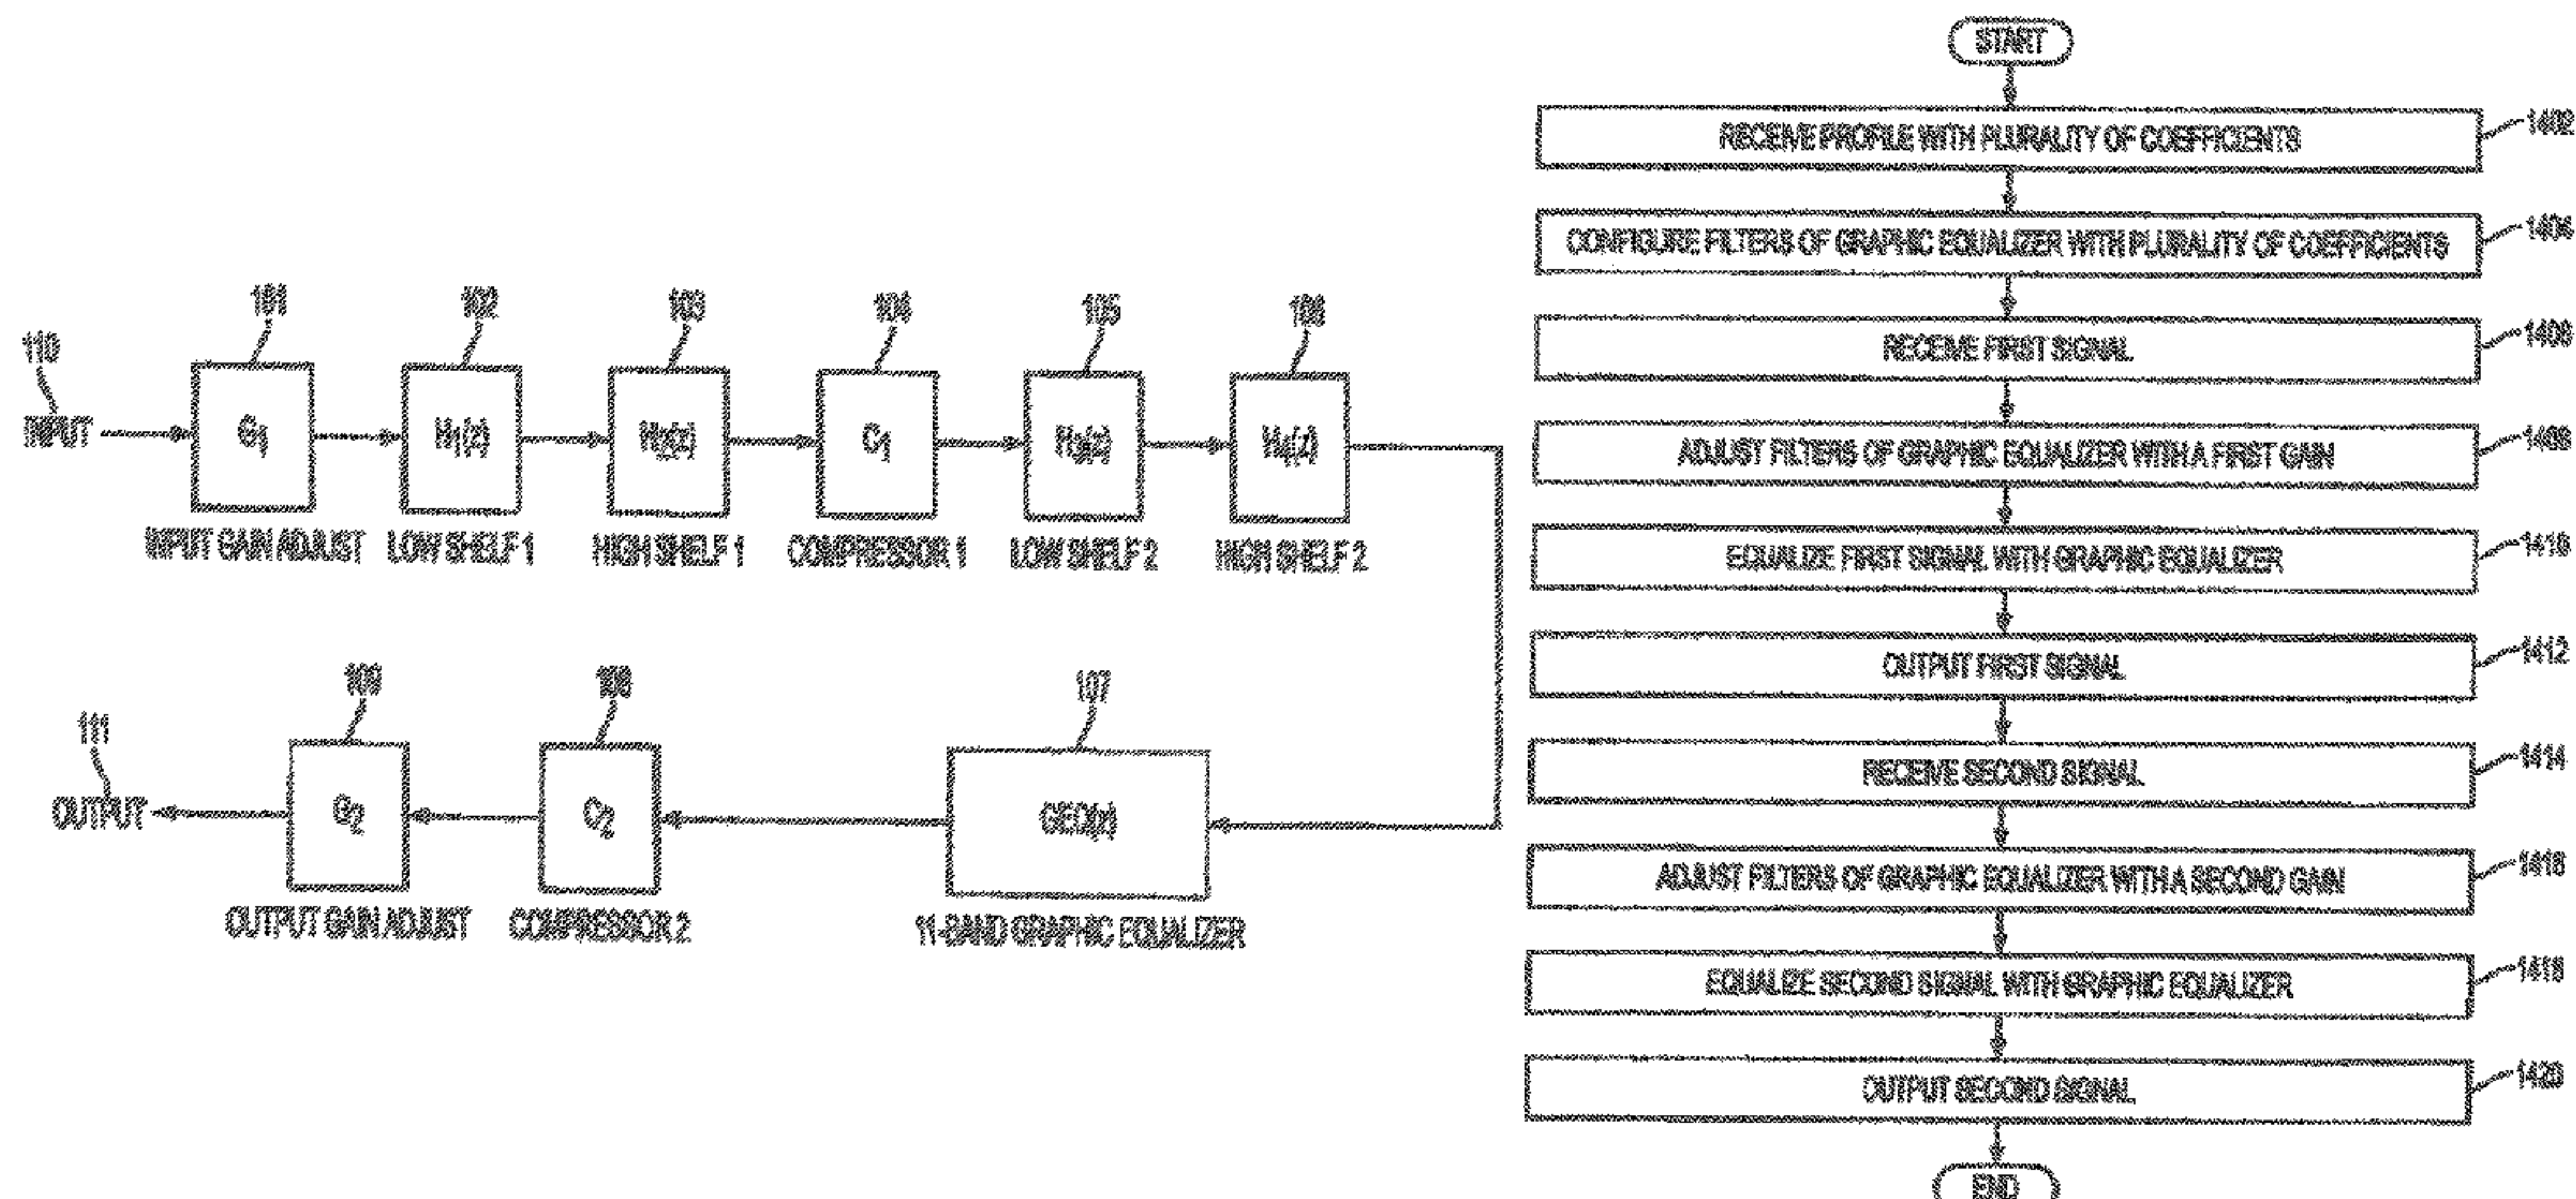 101
102
103
104
105
106
110
INPUT
G1
H1(z)
H2(z)
C1
H3(z)
H4(z)
INPUT GAIN ADJUST
LOW SHELF 1
HIGH SHELF 1
COMPRESSOR 1
LOW SHELF 2
HIGH SHELF 2
109
108
107
111
OUTPUT
G2
C2
GEQ(z)
OUTPUT GAIN ADJUST
COMPRESSOR 2
11-BAND GRAPHIC EQUALIZER
START
RECEIVE PROFILE WITH PLURALITY OF COEFFICIENTS
1402
CONFIGURE FILTERS OF GRAPHIC EQUALIZER WITH PLURALITY OF COEFFICIENTS
1404
RECEIVE FIRST SIGNAL
1406
ADJUST FILTERS OF GRAPHIC EQUALIZER WITH A FIRST GAIN
1408
EQUALIZE FIRST SIGNAL WITH GRAPHIC EQUALIZER
1410
OUTPUT FIRST SIGNAL
1412
RECEIVE SECOND SIGNAL
1414
ADJUST FILTERS OF GRAPHIC EQUALIZER WITH A SECOND GAIN
1416
EQUALIZE SECOND SIGNAL WITH GRAPHIC EQUALIZER
1418
OUTPUT SECOND SIGNAL
1420
END